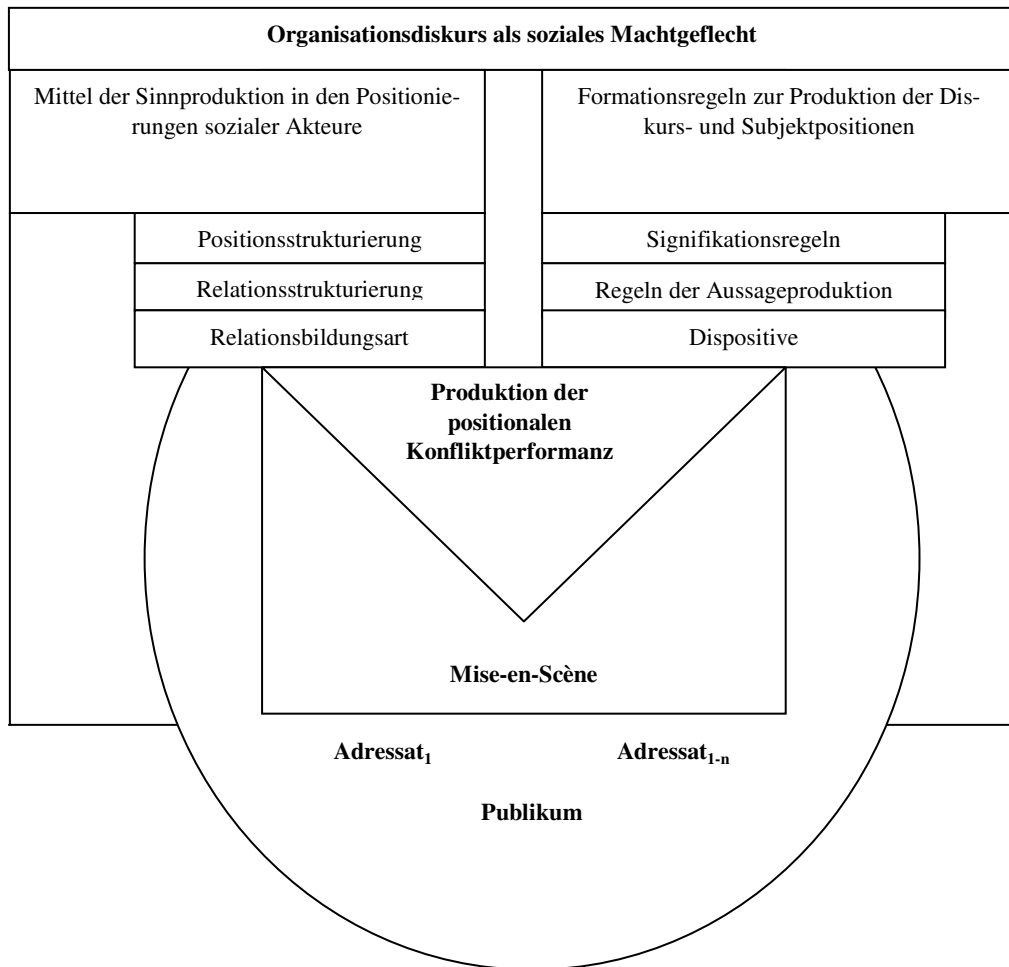 Organisationsdiskurs als soziales Machtgeflecht
Mittel der Sinnproduktion in den Positionie-
rungen sozialer Akteure
Formationsregeln zur Produktion der Dis-
kurs- und Subjektpositionen
Positionsstrukturierung
Signifikationsregeln
Relationsstrukturierung
Regeln der Aussageproduktion
Relationsbildungsart
Dispositive
Produktion der
positionalen
Konfliktperformanz
Mise-en-Scène
Adressat₁
Adressat₁₋ₙ
Publikum